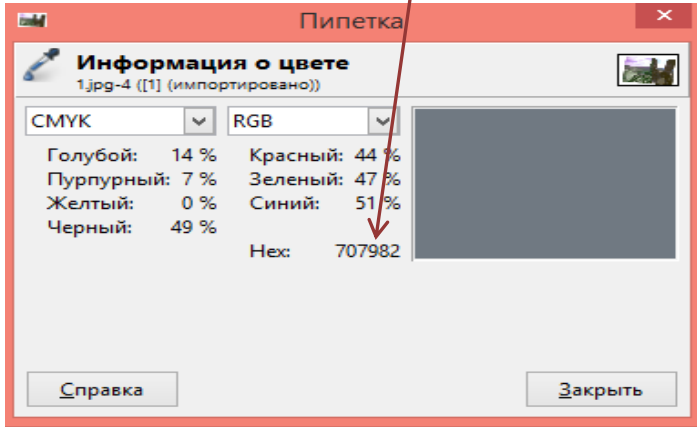 Пипетка
Информация о цвете
1.jpg-4 ([1] (импортировано))
CMYK RGB
Голубой: 14 % Красный: 44 %
Пурпурный: 7 % Зеленый: 47 %
Желтый: 0 % Синий: 51 %
Черный: 49 %
Hex: 707982
Справка Закрыть